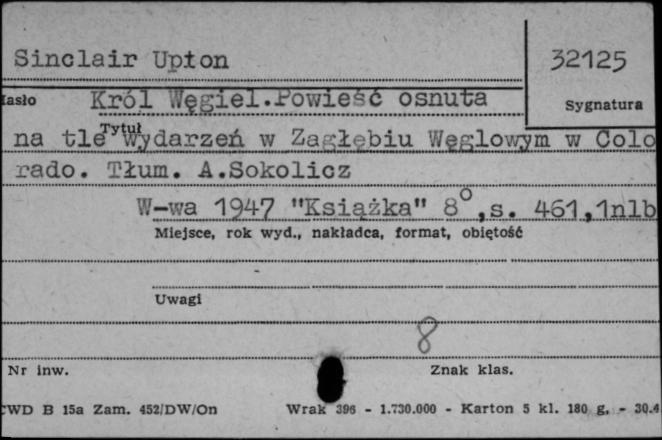 Sinclair Upton
32125
Hasło
Król Węgiel.Powieść osnuta
Sygnatura
Tytuł
na tle wydarzeń w Zagłębiu Węglowym w Colo
rado. Tłum. A.Sokolicz
W-wa 1947 "Książka" 8°,s. 461,1nlb
Miejsce, rok wyd., nakładca, format, objętość
Uwagi
8
Nr inw.
Znak klas.
CWD B 15a Zam. 452/DW/On Wrak 396 - 1.730.000 - Karton 5 kl. 180 g. - 30.4